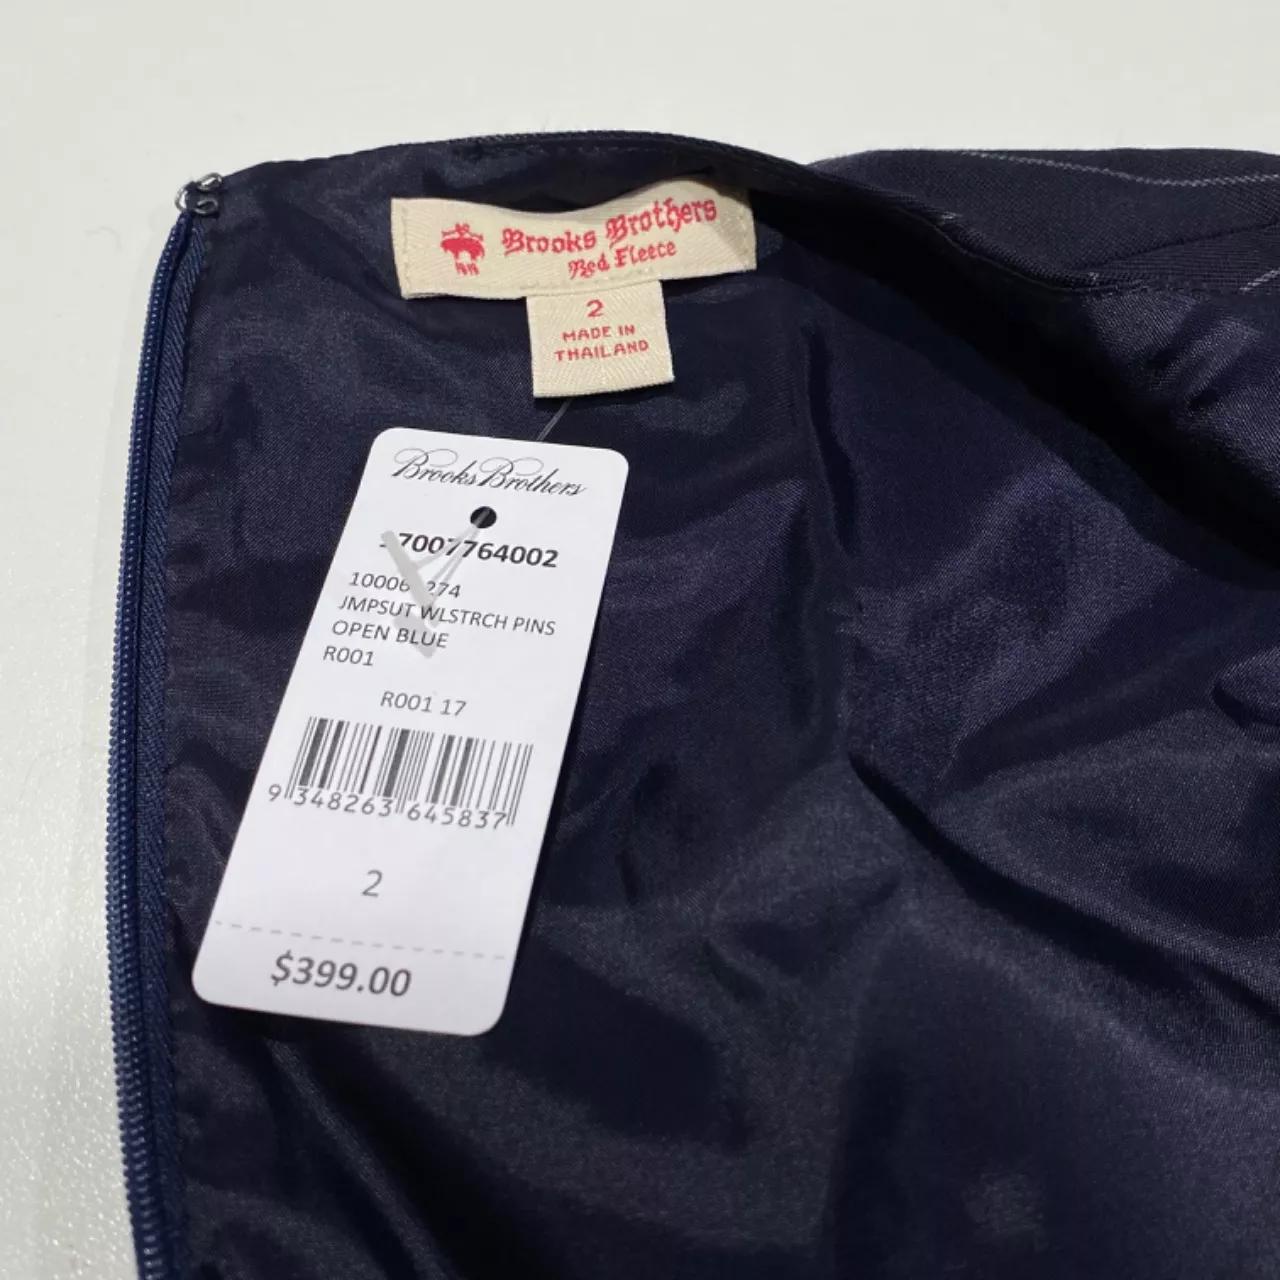 Brooks Brothers
Red Fleece
2
MADE IN
THAILAND
Brooks Brothers
7007764002
JMPSUT WLSTRCH PINS
OPEN BLUE
R001
R001 17
9 348263 645837
2
$399.00